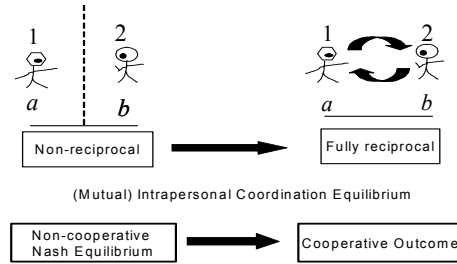 1 2 1 2
a b a b
Non-reciprocal Fully reciprocal
(Mutual) Intrapersonal Coordination Equilibrium
Non-cooperative
Nash Equilibrium
Cooperative Outcome